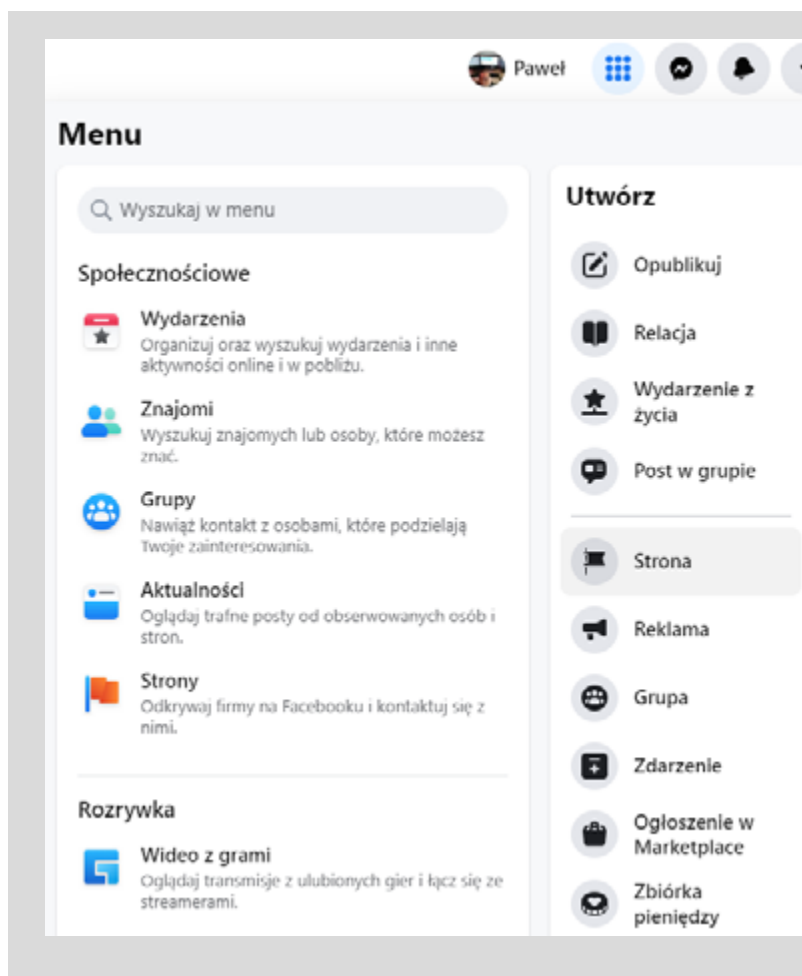 Paweł
Menu
Wyszukaj w menu
Społecznościowe
Wydarzenia
Organizuj oraz wyszukuj wydarzenia i inne
aktywności online i w pobliżu.
Znajomi
Wyszukuj znajomych lub osoby, które możesz
znać.
Grupy
Nawiąż kontakt z osobami, które podzielają
Twoje zainteresowania.
Aktualności
Oglądaj trafne posty od obserwowanych osób i
stron.
Strony
Odkrywaj firmy na Facebooku i kontaktuj się z
nimi.
Rozrywka
Wideo z grami
Oglądaj transmisje z ulubionych gier i łącz się ze
streamerami.
Utwórz
Opublikuj
Relacja
Wydarzenie z
życia
Post w grupie
Strona
Reklama
Grupa
Zdarzenie
Ogłoszenie w
Marketplace
Zbiórka
pieniędzy